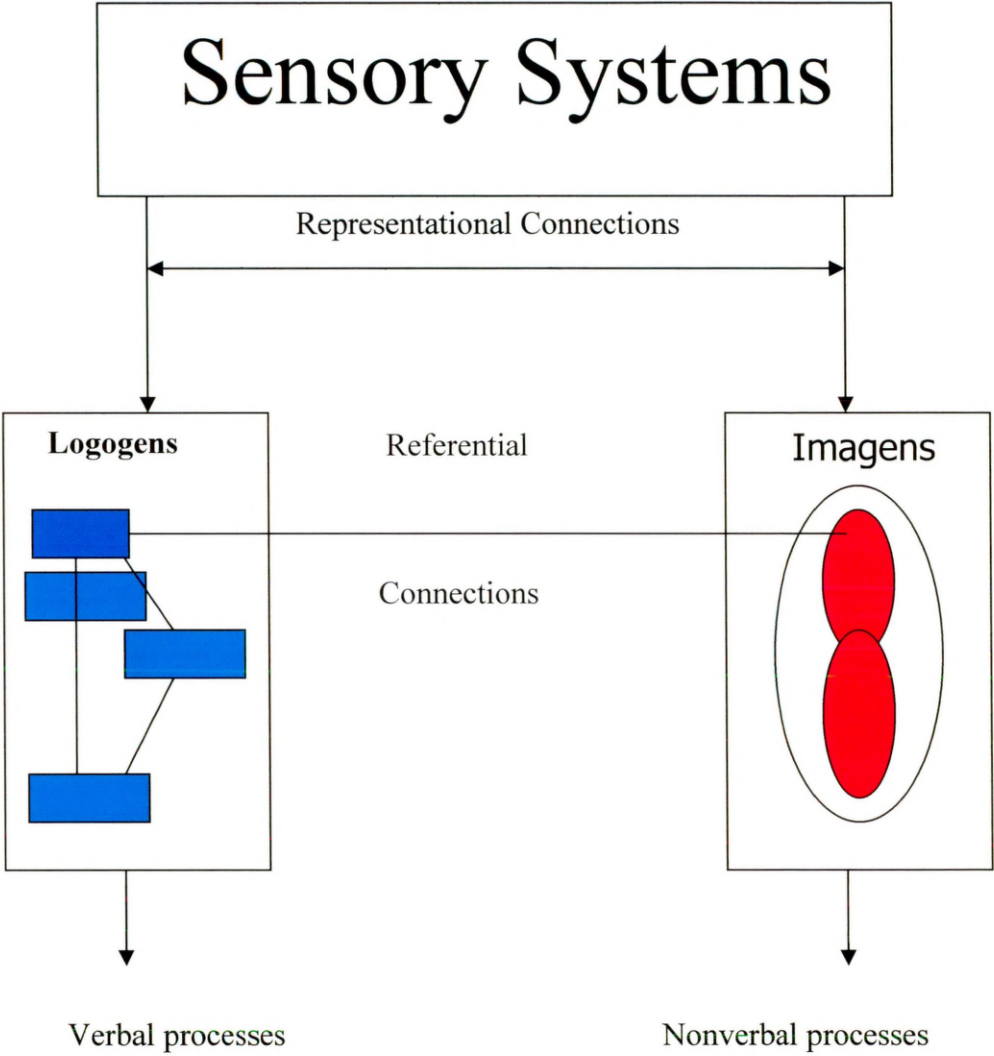 Sensory Systems
Representational Connections
Logogens
Referential
Imagens
Connections
Verbal processes
Nonverbal processes